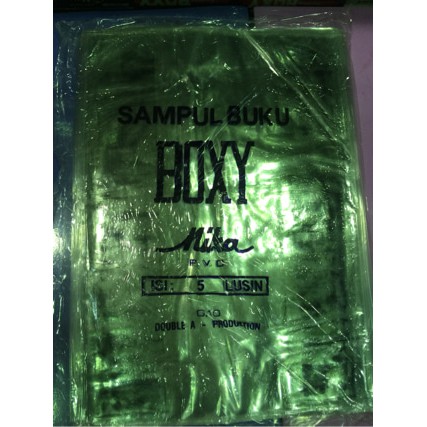 SAMPUL BUKU
BOXY
Mika
P.V.C
ISI: 5 LUSIN
DOUBLE A - PRODUCTION